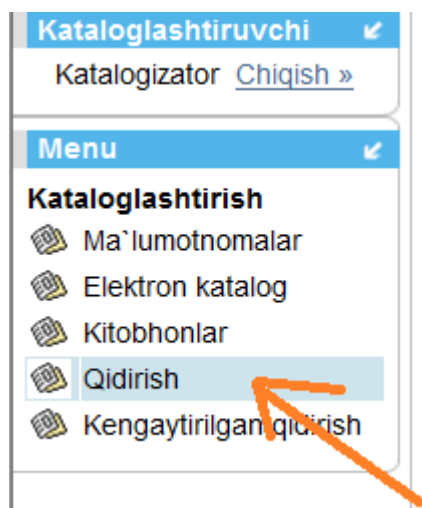 Kataloglashtiruvchi
Katalogizator Chiqish »
Menu
Kataloglashtirish
Ma`lumotnomalar
Elektron katalog
Kitobhonlar
Qidirish
Kengaytirilgan qidirish